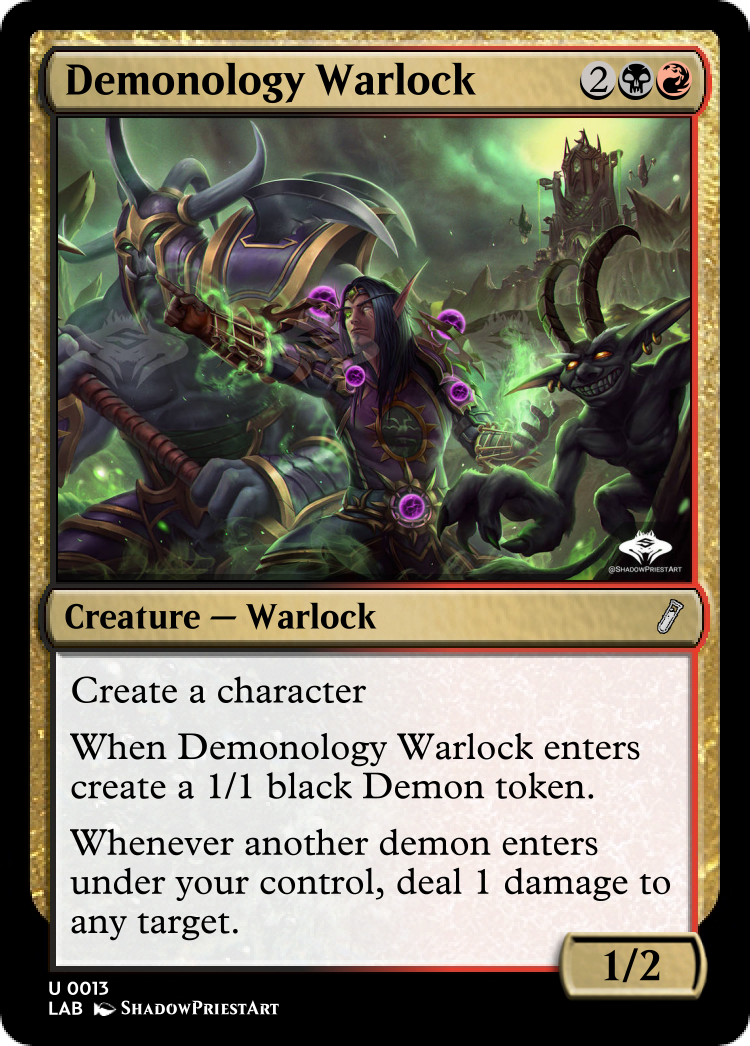 Demonology Warlock 2
@ShadowPriestArt
Creature — Warlock
Create a character
When Demonology Warlock enters
create a 1/1 black Demon token.
Whenever another demon enters
under your control, deal 1 damage to
any target.
1/2
U 0013
LAB ShadowPriestArt